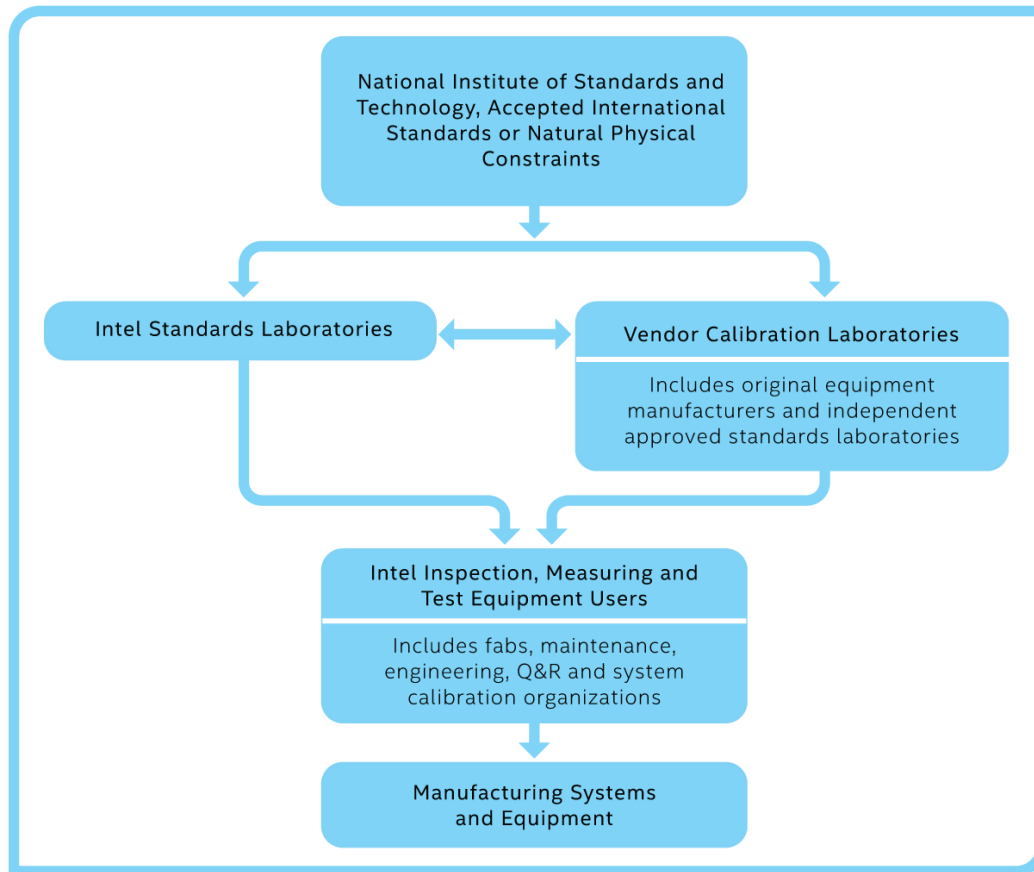 National Institute of Standards and
Technology, Accepted International
Standards or Natural Physical
Constraints
Intel Standards Laboratories
Vendor Calibration Laboratories
Includes original equipment
manufacturers and independent
approved standards laboratories
Intel Inspection, Measuring and
Test Equipment Users
Includes fabs, maintenance,
engineering, Q&R and system
calibration organizations
Manufacturing Systems
and Equipment